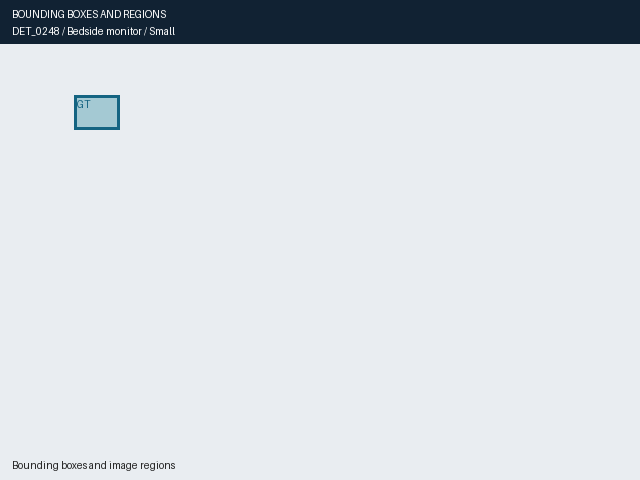 BOUNDING BOXES AND REGIONS
DET_0248 / Bedside monitor / Small
GT
Bounding boxes and image regions